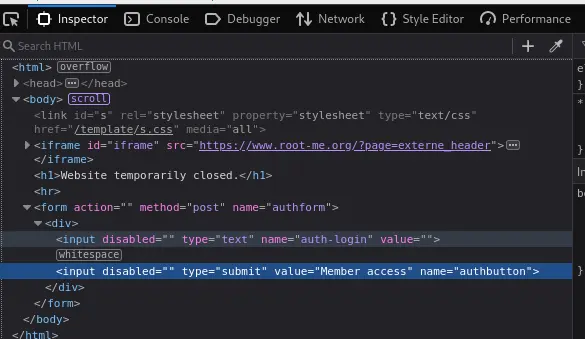 Inspector Console Debugger Network Style Editor Performance
Search HTML
<html> overflow
<head> </head>
<body> scroll
<link id="s" rel="stylesheet" property="stylesheet" type="text/css"
href="/template/s.css" media="all">
<iframe id="iframe" src="https://www.root-me.org/?page=externe_header">
</iframe>
<h1>Website temporarily closed.</h1>
<hr>
<form action="" method="post" name="authform">
<div>
<input disabled="" type="text" name="auth-login" value="">
whitespace
<input disabled="" type="submit" value="Member access" name="authbutton">
</div>
</form>
</body>
</html>